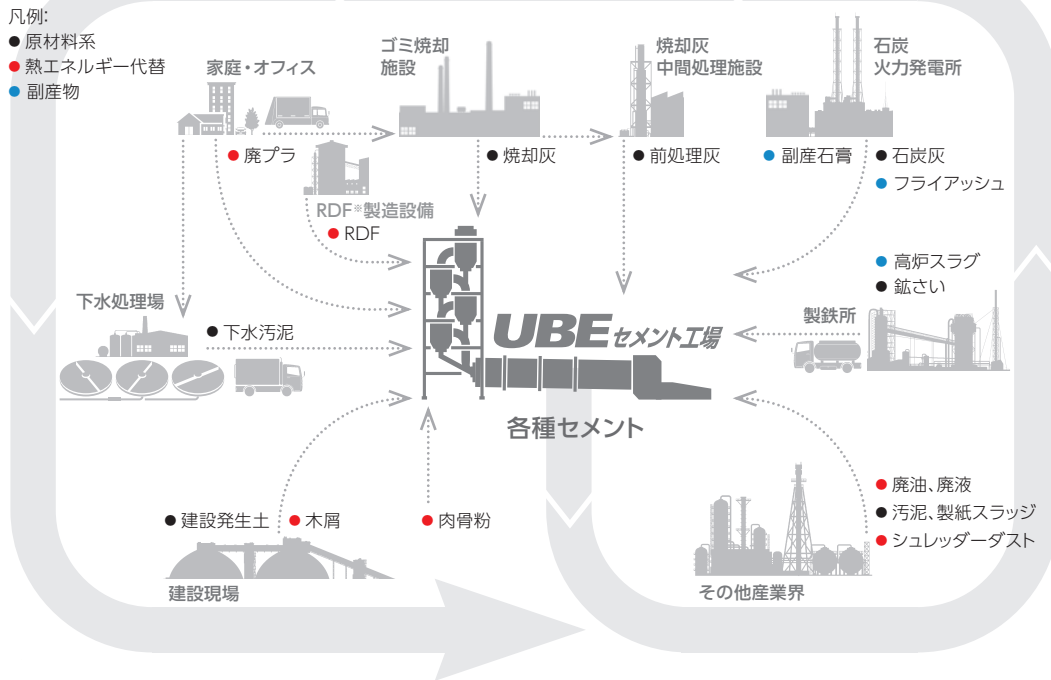 凡例:
● 原材料系
● 熱エネルギー代替
● 副産物
家庭・オフィス
ゴミ焼却
施設
焼却灰
中間処理施設
石炭
火力発電所
● 廃プラ
● 焼却灰
● 前処理灰
● 副産石膏
● 石炭灰
● フライアッシュ
RDF※製造設備
● RDF
● 高炉スラグ
● 鉱さい
下水処理場
● 下水汚泥
製鉄所
UBEセメント工場
各種セメント
● 廃油、廃液
● 汚泥、製紙スラッジ
● シュレッダーダスト
● 建設発生土
● 木屑
● 肉骨粉
建設現場
その他産業界